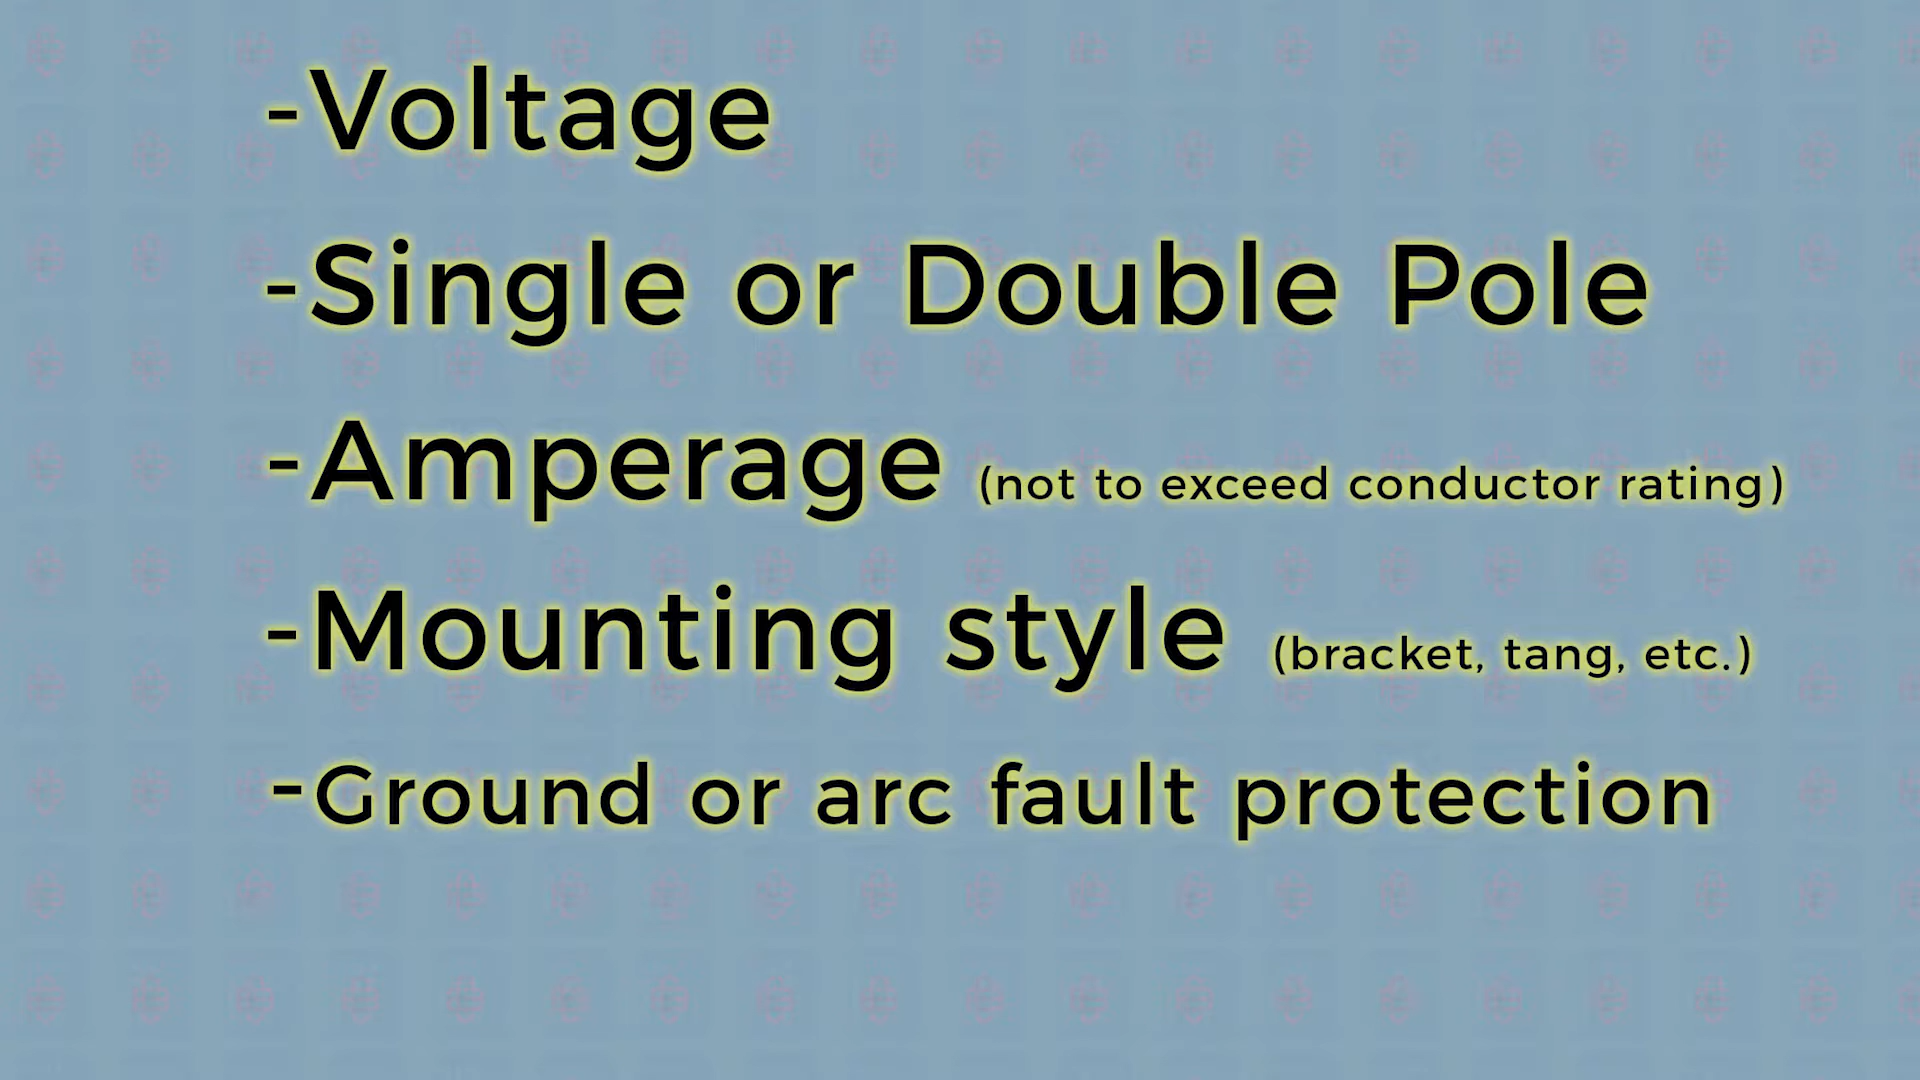 -Voltage
-Single or Double Pole
-Amperage (not to exceed conductor rating)
-Mounting style (bracket, tang, etc.)
-Ground or arc fault protection